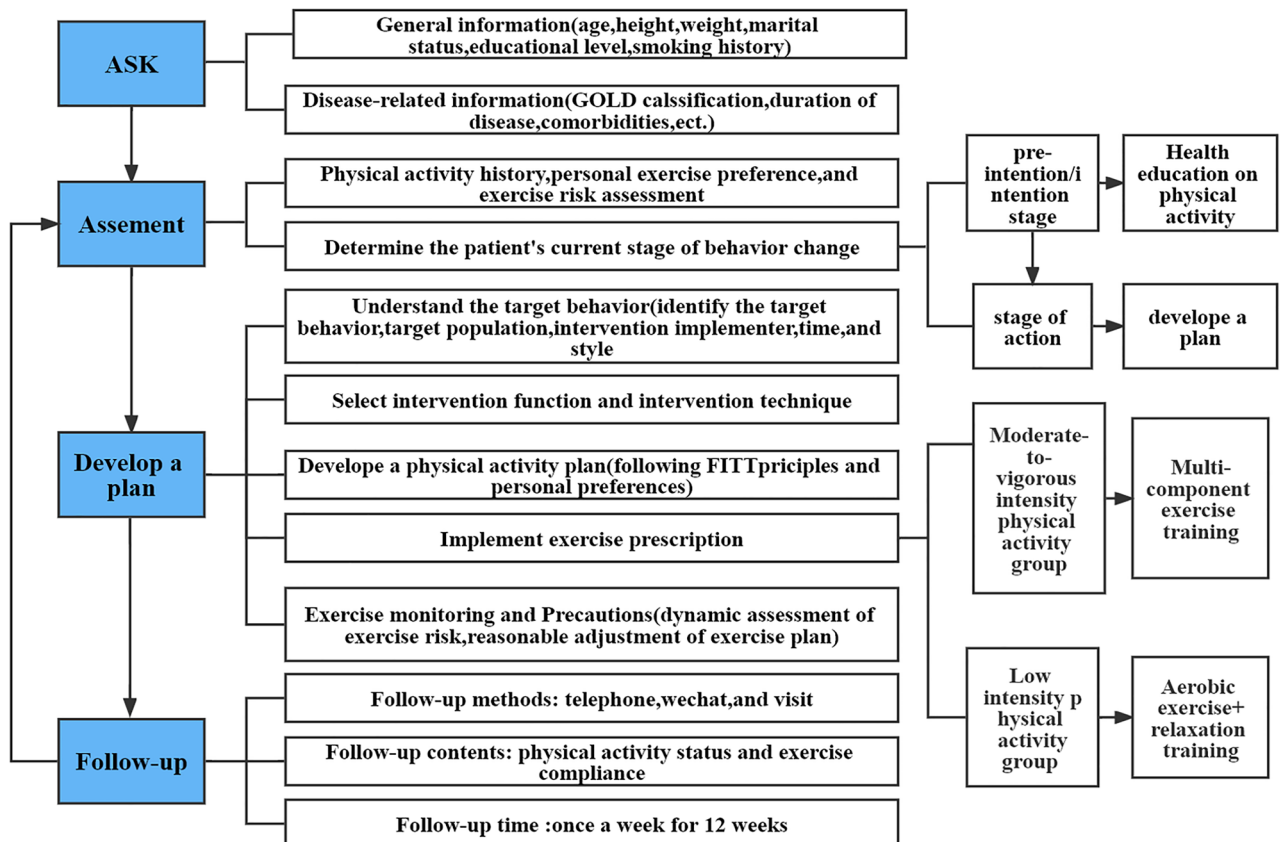 ASK
General information(age,height,weight,marital
status,educational level,smoking history)
Disease-related information(GOLD calssification,duration of
disease,comorbidities,ect.)
Assement
Physical activity history,personal exercise preference,and
exercise risk assessment
Determine the patient's current stage of behavior change
pre-
intention/i
ntention
stage
Health
education on
physical
activity
stage of
action
develope a
plan
Develop a
plan
Understand the target behavior(identify the target
behavior,target population,intervention implementer,time,and
style
Select intervention function and intervention technique
Develope a physical activity plan(following FITTpriciples and
personal preferences)
Implement exercise prescription
Exercise monitoring and Precautions(dynamic assessment of
exercise risk,reasonable adjustment of exercise plan)
Moderate-
to-
vigorous
intensity
physical
activity
group
Multi-
component
exercise
training
Low
intensity p
hysical
activity
group
Aerobic
exercise+
relaxation
training
Follow-up
Follow-up methods: telephone,wechat,and visit
Follow-up contents: physical activity status and exercise
compliance
Follow-up time :once a week for 12 weeks